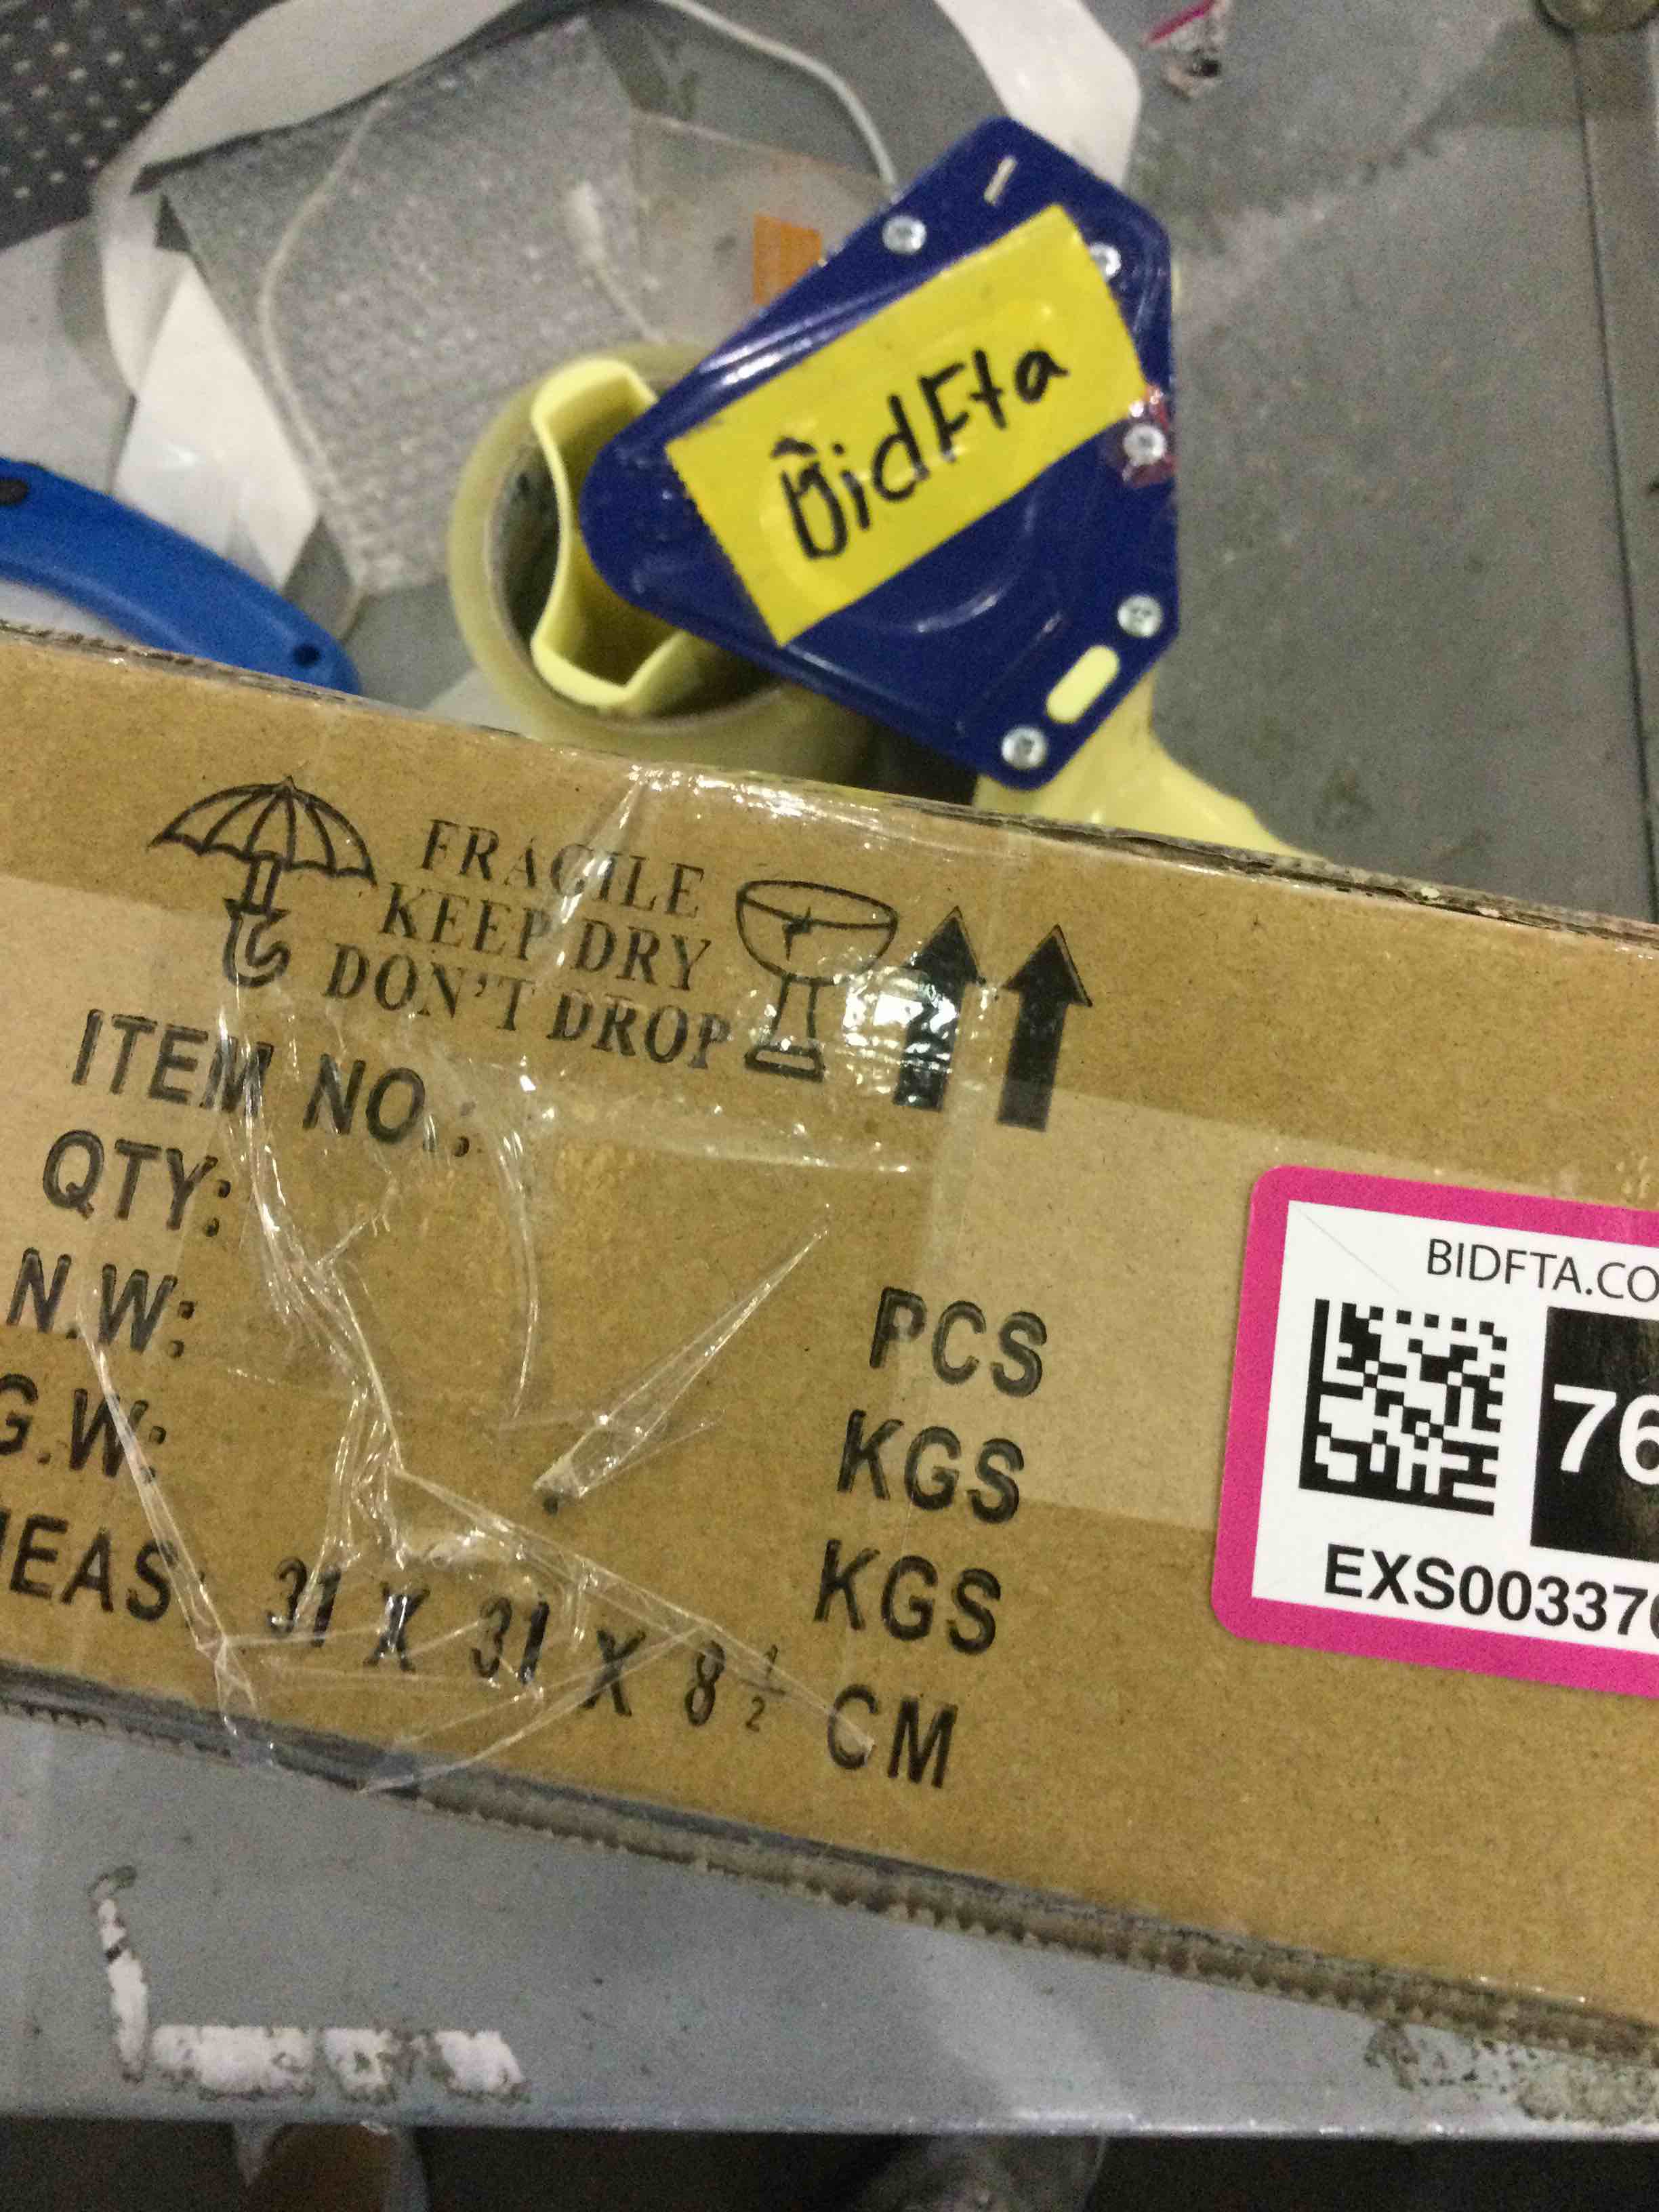 BidFta
FRAGILE
KEEP DRY
DON'T DROP
ITEM NO.:
QTY:
PCS
N.W:
KGS
G.W:
KGS
MEAS: 31 X 31 X 8 1/2 CM
BIDFTA.CO
76
EXS003376